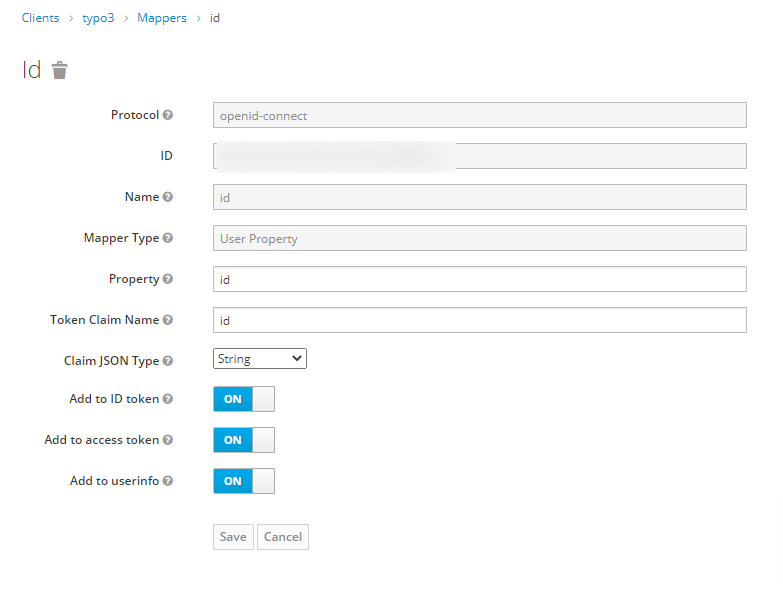 Clients > typo3 > Mappers > id
Id
Protocol openid-connect
ID
Name id
Mapper Type User Property
Property id
Token Claim Name id
Claim JSON Type String
Add to ID token ON
Add to access token ON
Add to userinfo ON
Save Cancel